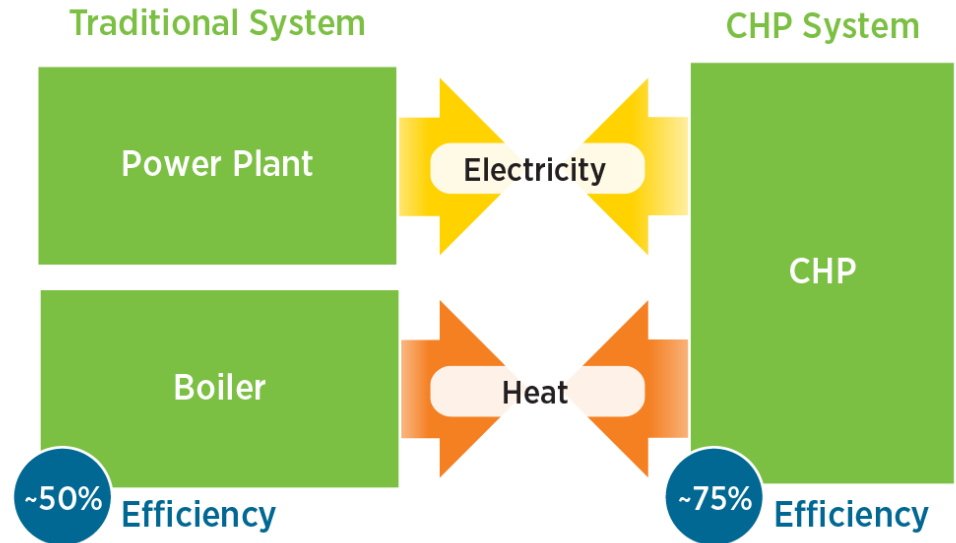 Traditional System
CHP System
Power Plant
Electricity
CHP
Boiler
Heat
~50%
Efficiency
~75%
Efficiency